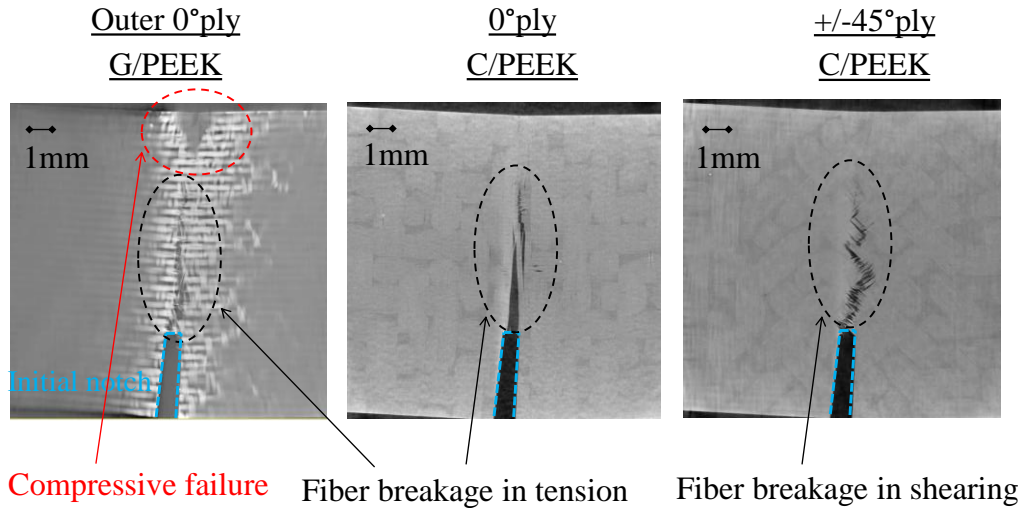 Outer 0°ply
G/PEEK
0°ply
C/PEEK
+/-45°ply
C/PEEK
1mm
1mm
1mm
Initial notch
Compressive failure
Fiber breakage in tension
Fiber breakage in shearing